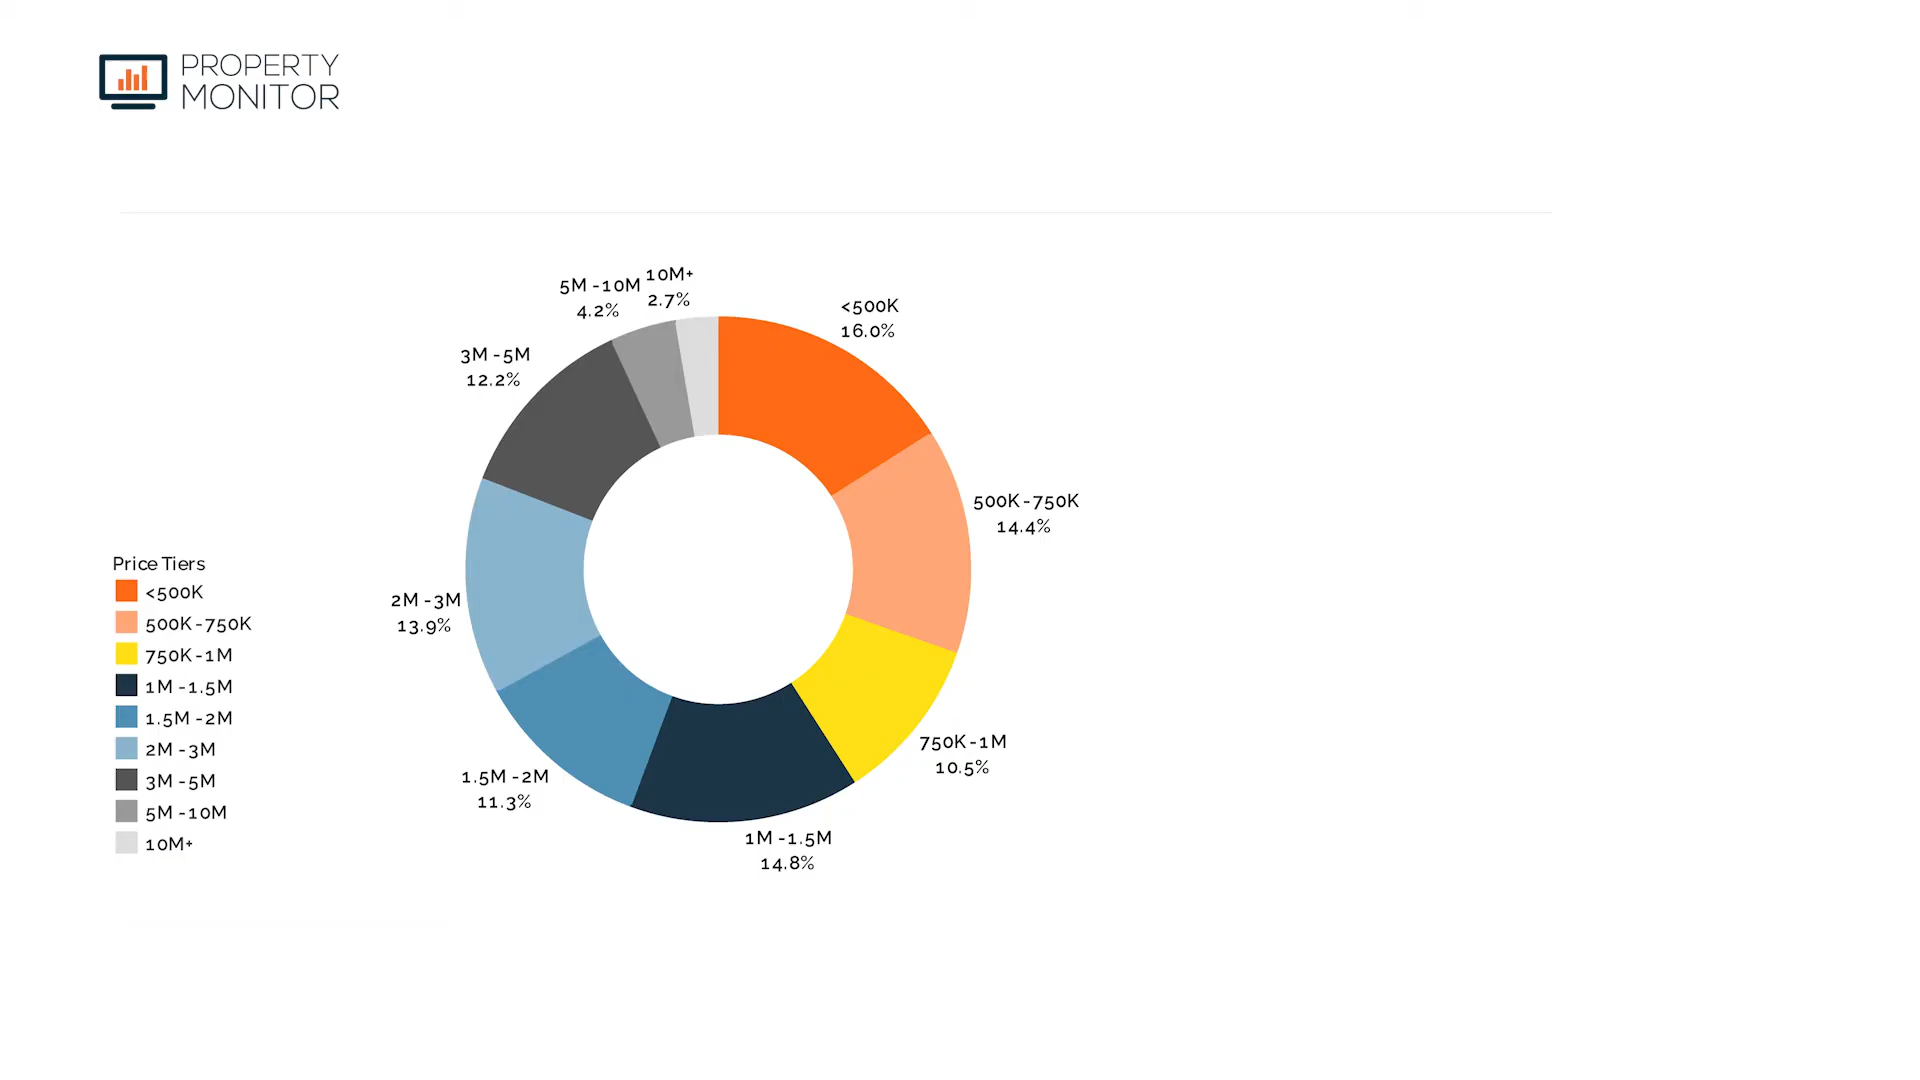 PROPERTY
MONITOR
10M+
2.7%
5M -10M
4.2%
<500K
16.0%
3M -5M
12.2%
500K-750K
14.4%
2M -3M
13.9%
750K-1M
10.5%
1.5M -2M
11.3%
1M -1.5M
14.8%
Price Tiers
<500K
500K-750K
750K-1M
1M -1.5M
1.5M -2M
2M -3M
3M -5M
5M -10M
10M+